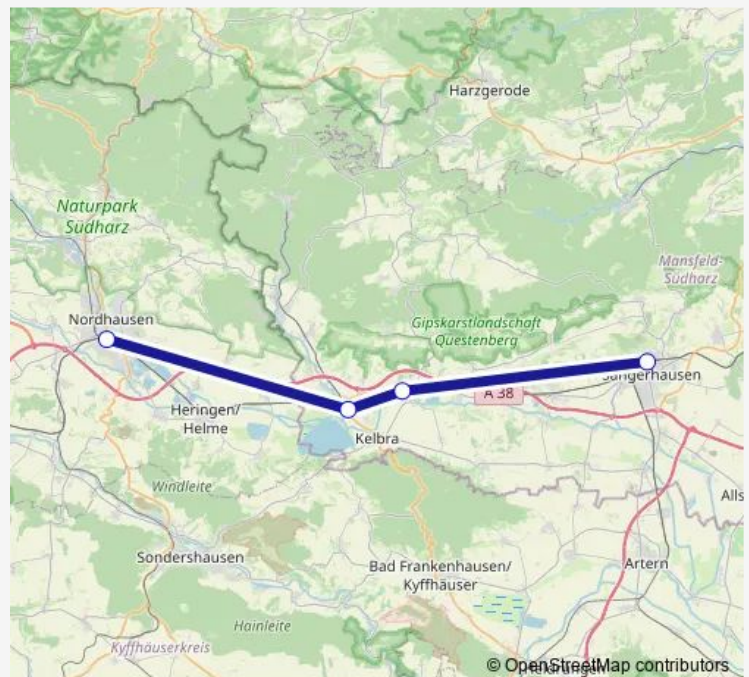 Harzgerode
Naturpark
Südharz
Mansfeld-
Südharz
Nordhausen
Gipskarstlandschaft
Questenberg
Sangerhausen
A 38
Heringen/
Helme
Kelbra
Windleite
Alls
Sondershausen
Bad Frankenhausen/
Kyffhäuser
Artern
Hainleite
Kyffhäuserkreis
Heldrungen
© OpenStreetMap contributors